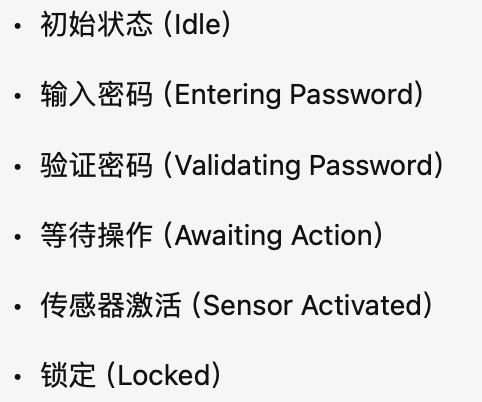 • 初始状态 (Idle)
• 输入密码 (Entering Password)
• 验证密码 (Validating Password)
• 等待操作 (Awaiting Action)
• 传感器激活 (Sensor Activated)
• 锁定 (Locked)